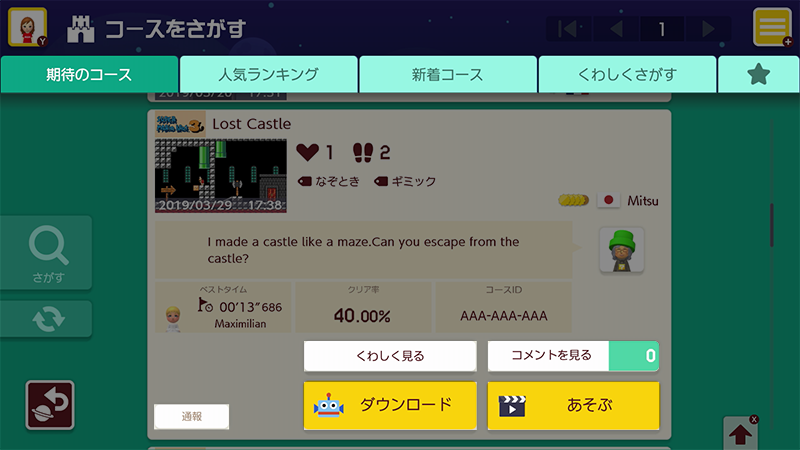 コースをさがす
1
Y
+
期待のコース
人気ランキング
新着コース
くわしくさがす
2019/03/20 17:31
Lost Castle
1
2
なぞとき
ギミック
2019/03/29 17:38
Mitsu
I made a castle like a maze.Can you escape from the
castle?
さがす
ベストタイム
00'13"686
Maximilian
クリア率
40.00%
コースID
AAA-AAA-AAA
くわしく見る
コメントを見る
0
ダウンロード
あそぶ
通報
X